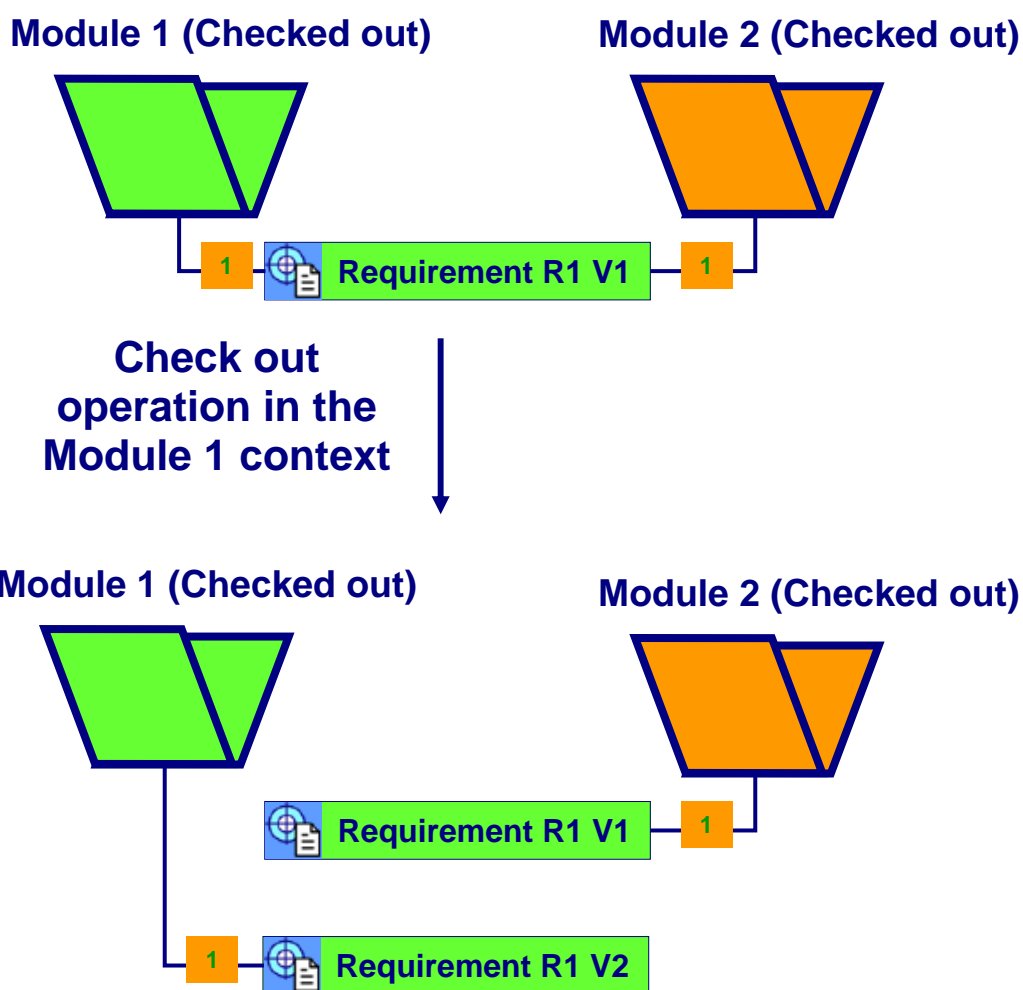 Module 1 (Checked out)
Module 2 (Checked out)
1
Requirement R1 V1
1
Check out
operation in the
Module 1 context
Module 1 (Checked out)
Module 2 (Checked out)
Requirement R1 V1
1
1
Requirement R1 V2